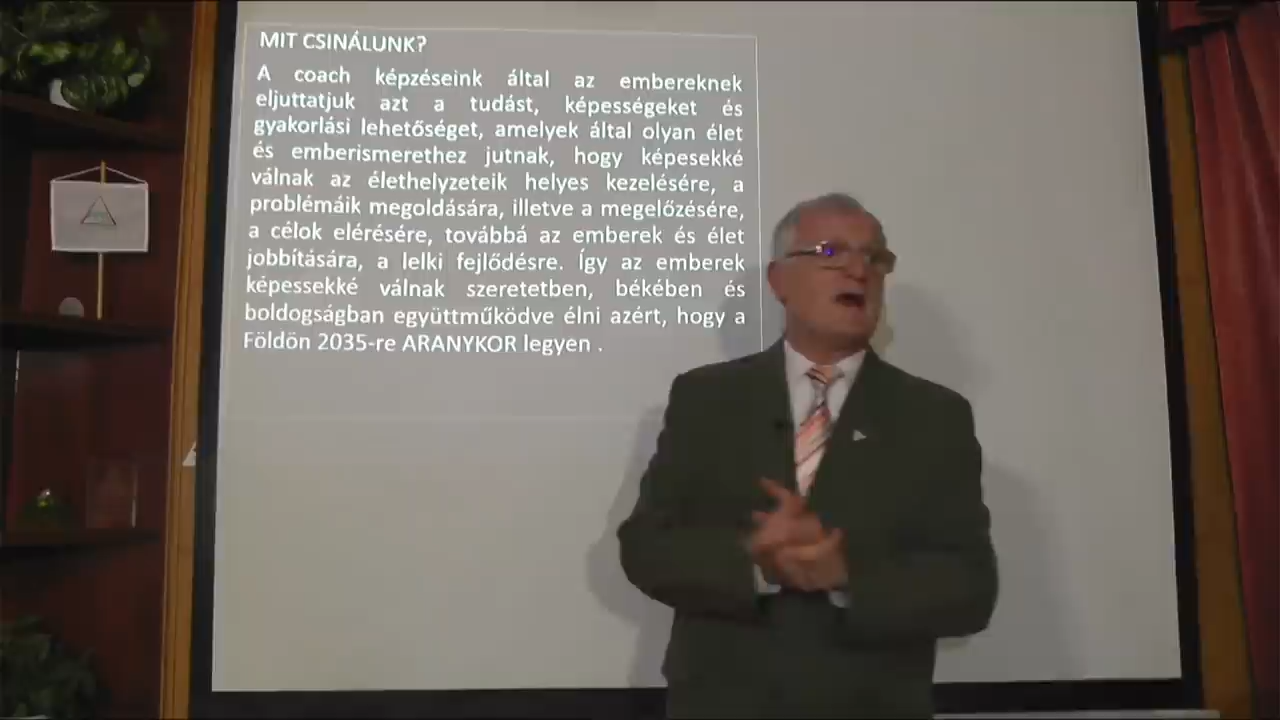 MIT CSINÁLUNK?
A coach képzéseink által az embereknek
eljuttatjuk azt a tudást, képességeket és
gyakorlási lehetőséget, amelyek által olyan élet
és emberismerethez jutnak, hogy képesekké
válnak az élethelyzeteik helyes kezelésére, a
problémáik megoldására, illetve a megelőzésére,
a célok elérésére, továbbá az emberek és élet
jobbítására, a lelki fejlődésre. Így az emberek
képessekké válnak szeretetben, békében és
boldogságban együttműködve élni azért, hogy a
Földön 2035-re ARANYKOR legyen .